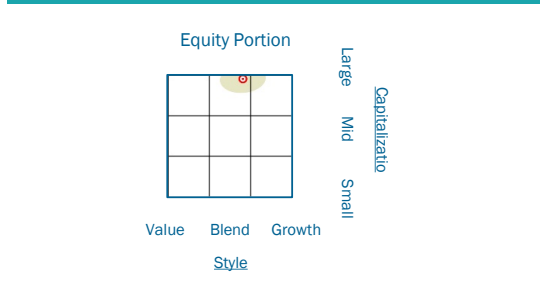 Equity Portion
Large
Mid
Small
Capitalizatio
Value Blend Growth
Style